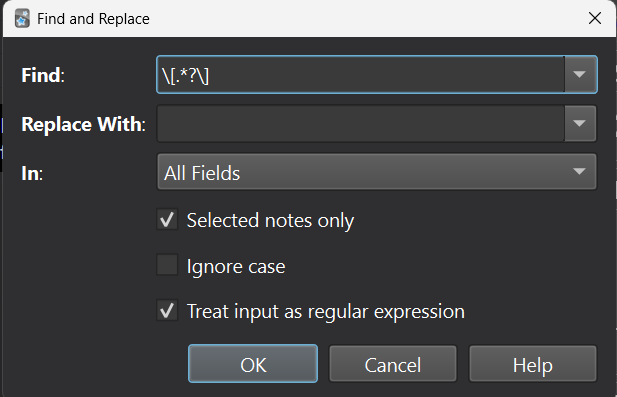 Find and Replace
Find:
\[.*?\]
Replace With:
In:
All Fields
Selected notes only
Ignore case
Treat input as regular expression
OK
Cancel
Help